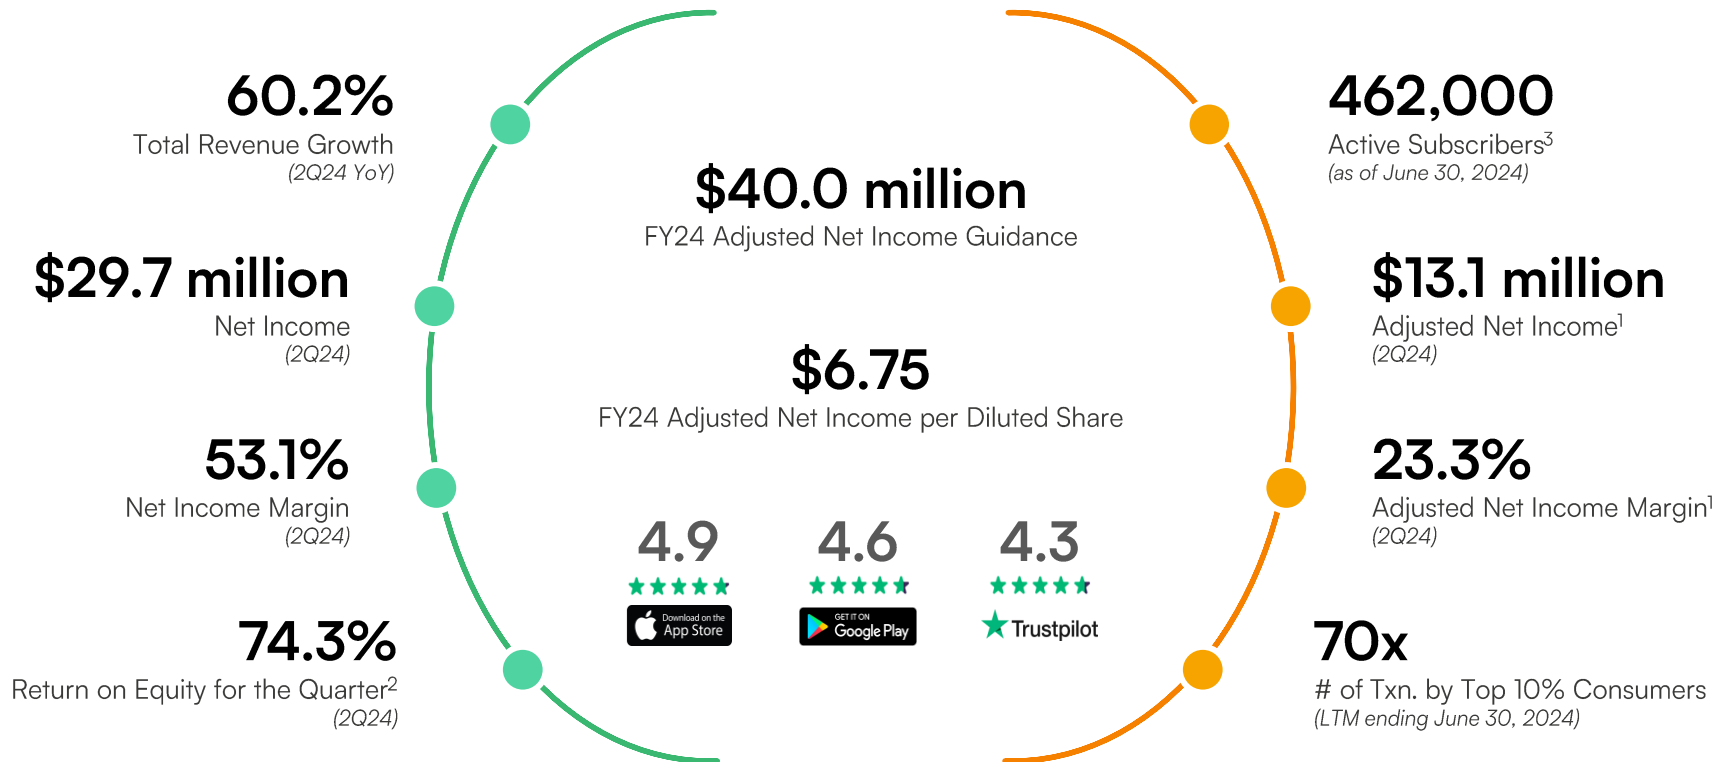 60.2%
Total Revenue Growth
(2Q24 YoY)
$29.7 million
Net Income
(2Q24)
53.1%
Net Income Margin
(2Q24)
74.3%
Return on Equity for the Quarter²
(2Q24)
$40.0 million
FY24 Adjusted Net Income Guidance
$6.75
FY24 Adjusted Net Income per Diluted Share
4.9
Download on the
App Store
4.6
GET IT ON
Google Play
4.3
Trustpilot
462,000
Active Subscribers³
(as of June 30, 2024)
$13.1 million
Adjusted Net Income¹
(2Q24)
23.3%
Adjusted Net Income Margin¹
(2Q24)
70x
# of Txn. by Top 10% Consumers
(LTM ending June 30, 2024)